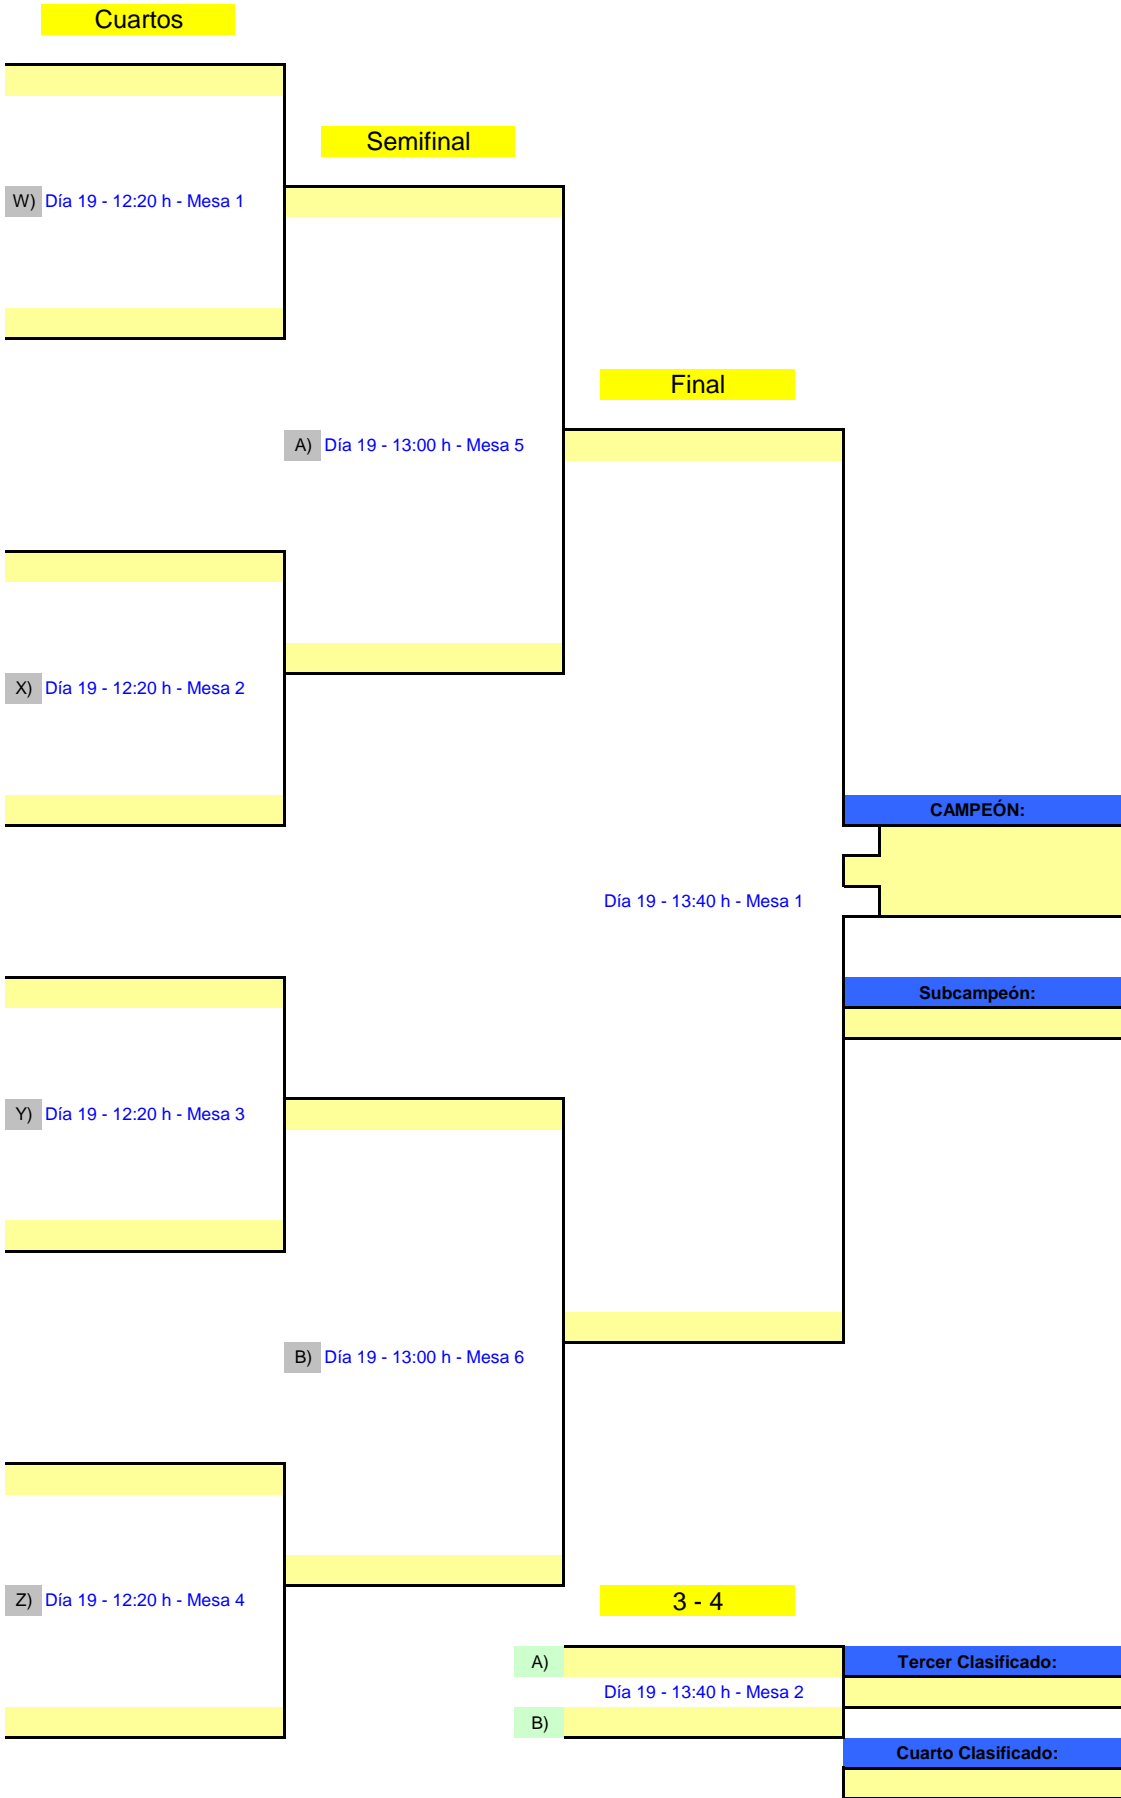 Cuartos
Semifinal
W) Día 19 - 12:20 h - Mesa 1
Final
A) Día 19 - 13:00 h - Mesa 5
X) Día 19 - 12:20 h - Mesa 2
CAMPEÓN:
Día 19 - 13:40 h - Mesa 1
Subcampeón:
Y) Día 19 - 12:20 h - Mesa 3
B) Día 19 - 13:00 h - Mesa 6
Z) Día 19 - 12:20 h - Mesa 4
3 - 4
A)
Tercer Clasificado:
Día 19 - 13:40 h - Mesa 2
B)
Cuarto Clasificado: